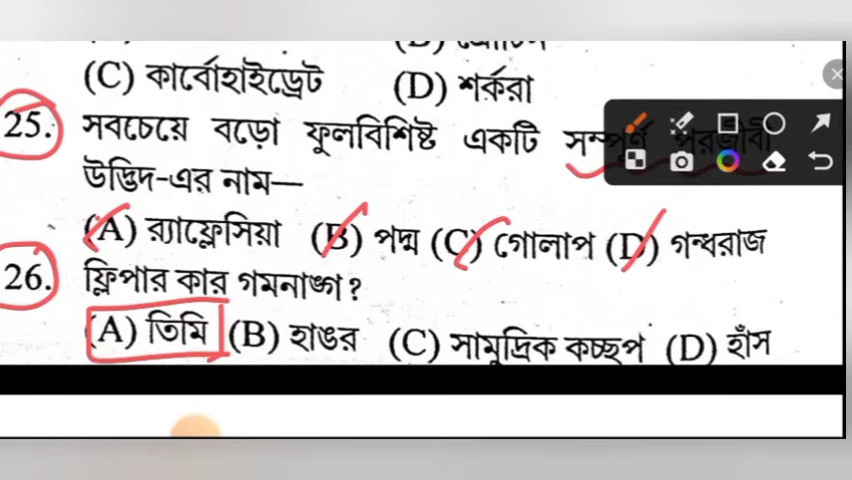 (C) কার্বোহাইড্রেট (D) শর্করা
25. সবচেয়ে বড়ো ফুলবিশিষ্ট একটি সম্পূর্ণ পরজীবী
উদ্ভিদ-এর নাম—
(A) র‍্যাফ্লেসিয়া (B) পদ্ম (C) গোলাপ (D) গন্ধরাজ
26. ফ্লিপার কার গমনাঙ্গ?
(A) তিমি (B) হাঙর (C) সামুদ্রিক কচ্ছপ (D) হাঁস